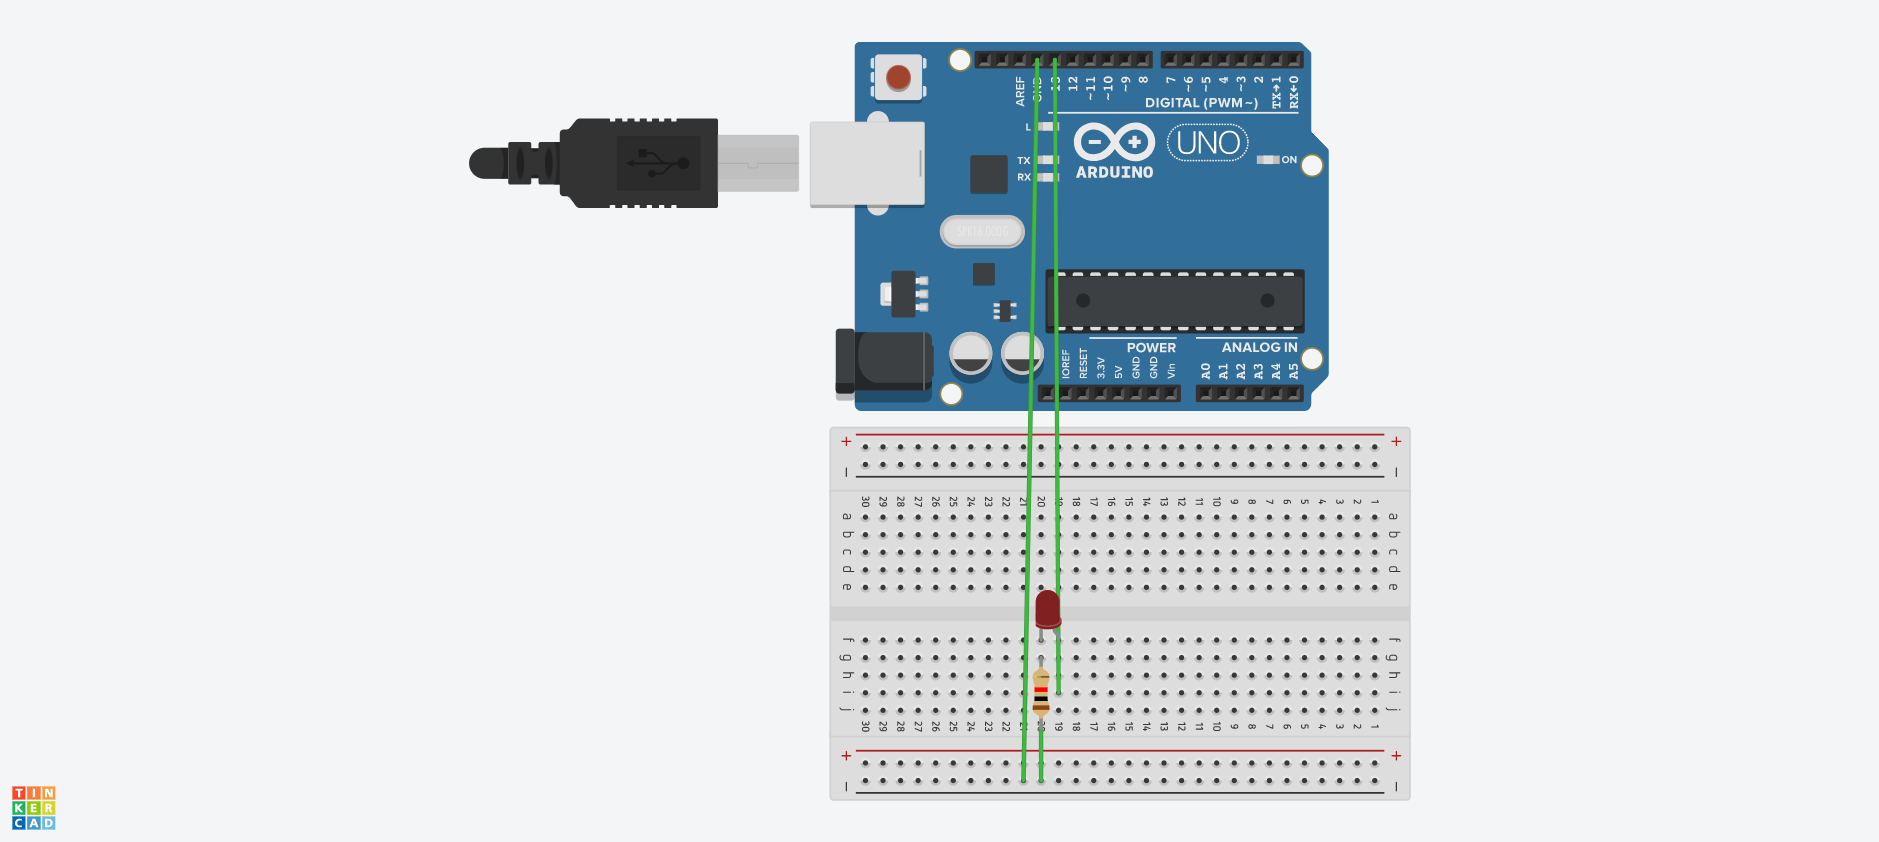 AREF
GND
13
12
~11
~10
~9
8
7
~6
~5
4
~3
2
TX→1
RX←0
DIGITAL (PWM~)
L
TX
RX
UNO
ARDUINO
ON
SPK16.000G
POWER
ANALOG IN
IOREF
RESET
3.3V
5V
GND
GND
Vin
A0
A1
A2
A3
A4
A5
+ +
- -
30 29 28 27 26 25 24 23 22 21 20 19 18 17 16 15 14 13 12 11 10 9 8 7 6 5 4 3 2 1
a a
b b
c c
d d
e e
f f
g g
h h
i i
j j
30 29 28 27 26 25 24 23 22 21 20 19 18 17 16 15 14 13 12 11 10 9 8 7 6 5 4 3 2 1
+ +
- -
TIN
KER
CAD